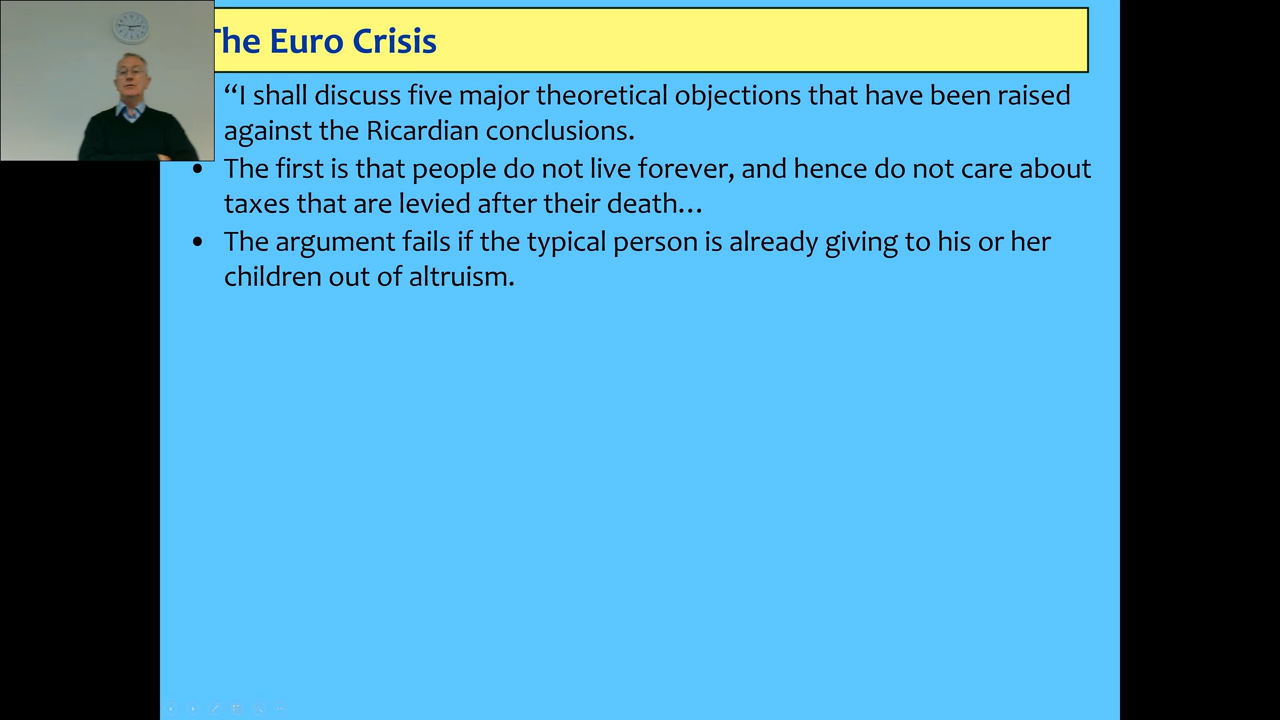 The Euro Crisis
“I shall discuss five major theoretical objections that have been raised
against the Ricardian conclusions.
• The first is that people do not live forever, and hence do not care about
taxes that are levied after their death…
• The argument fails if the typical person is already giving to his or her
children out of altruism.